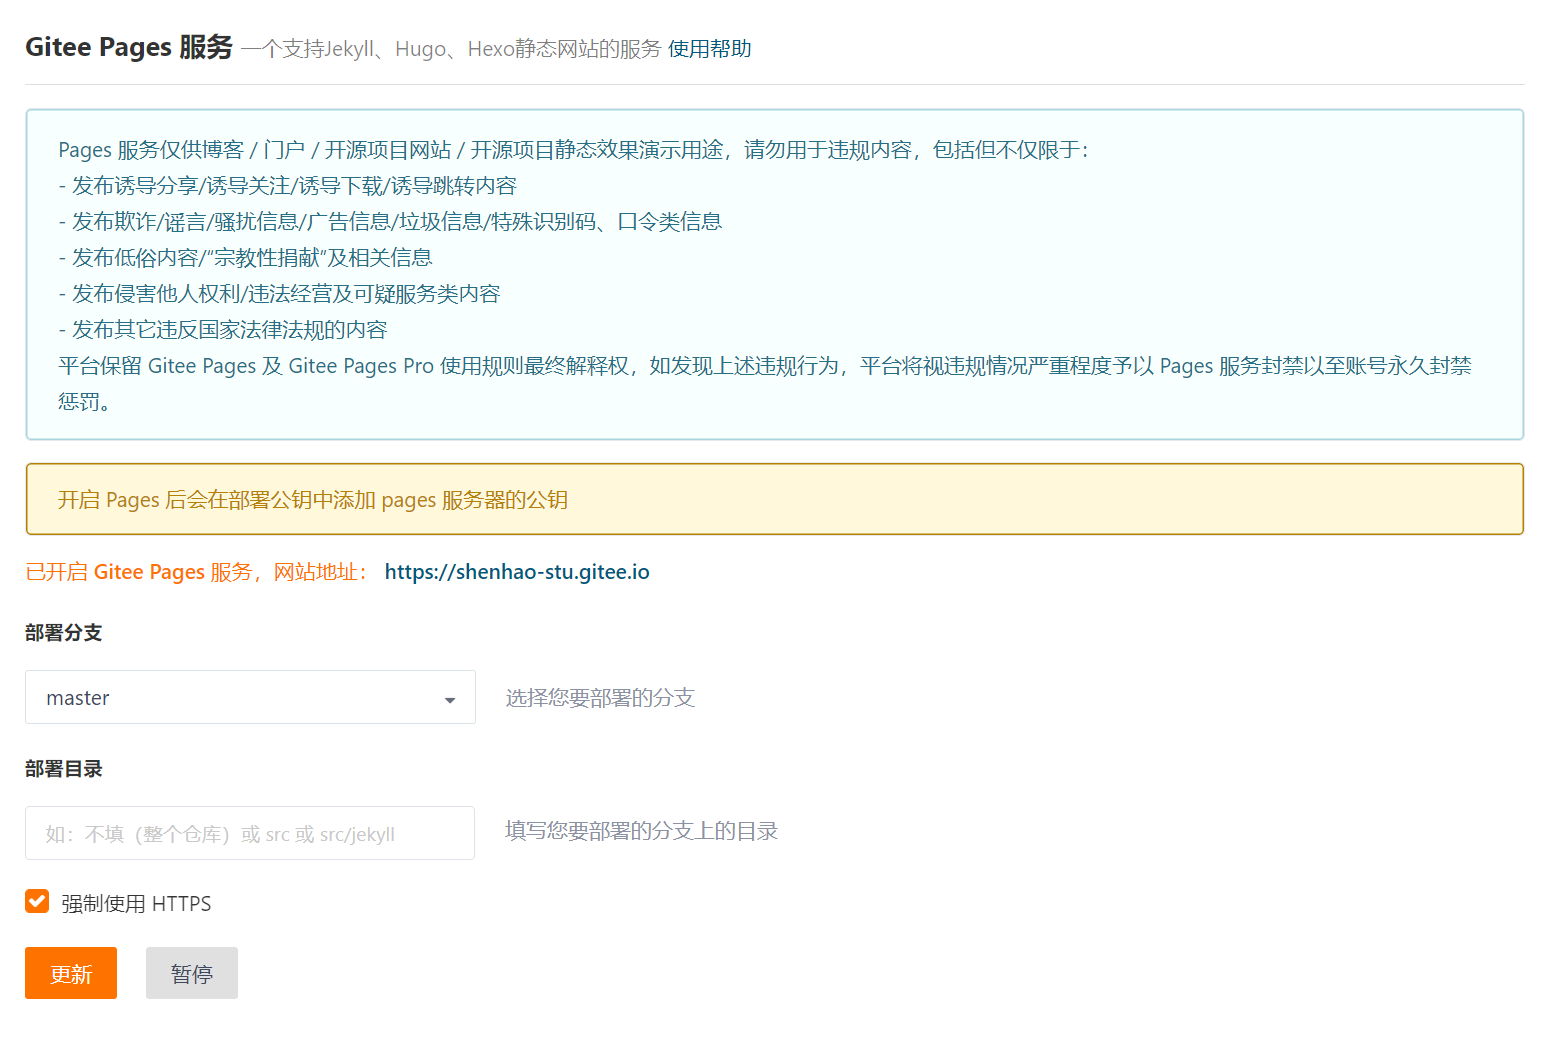 Gitee Pages 服务 一个支持Jekyll、Hugo、Hexo静态网站的服务 使用帮助
Pages 服务仅供博客 / 门户 / 开源项目网站 / 开源项目静态效果演示用途，请勿用于违规内容，包括但不仅限于：
- 发布诱导分享/诱导关注/诱导下载/诱导跳转内容
- 发布欺诈/谣言/骚扰信息/广告信息/垃圾信息/特殊识别码、口令类信息
- 发布低俗内容/“宗教性捐献”及相关信息
- 发布侵害他人权利/违法经营及可疑服务类内容
- 发布其它违反国家法律法规的内容
平台保留 Gitee Pages 及 Gitee Pages Pro 使用规则最终解释权，如发现上述违规行为，平台将视违规情况严重程度予以 Pages 服务封禁以至账号永久封禁
惩罚。
开启 Pages 后会在部署公钥中添加 pages 服务器的公钥
已开启 Gitee Pages 服务，网站地址： https://shenhao-stu.gitee.io
部署分支
master 选择您要部署的分支
部署目录
如：不填（整个仓库）或 src 或 src/jekyll 填写您要部署的分支上的目录
强制使用 HTTPS
更新 暂停